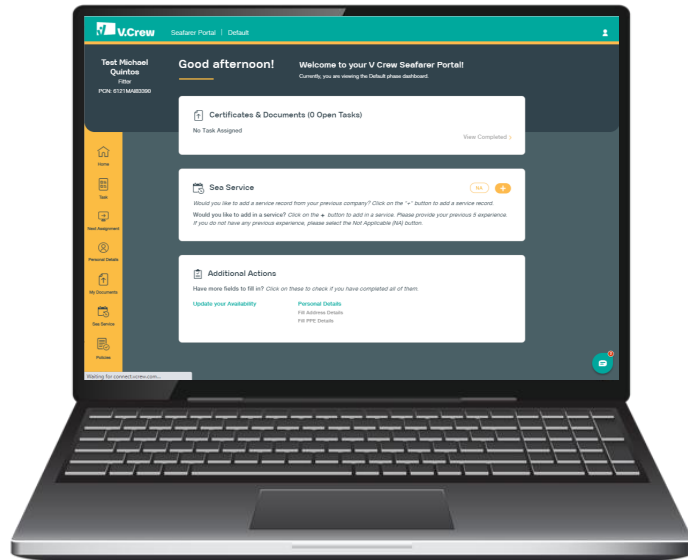 V.Crew Seafarer Portal | Default
Test Michael
Quintos
Fitter
PCN: 6121MAI83398
Good afternoon!
Welcome to your V Crew Seafarer Portal!
Currently, you are viewing the Default phase dashboard.
Home
Task
Next Assignment
Personal Details
My Documents
Sea Service
Policies
Certificates & Documents (0 Open Tasks)
No Task Assigned
View Completed >
Sea Service
NA +
Would you like to add a service record from your previous company? Click on the "+" button to add a service record.
Would you like to add in a service? Click on the + button to add in a service. Please provide your previous 5 experience.
If you do not have any previous experience, please select the Not Applicable (NA) button.
Additional Actions
Have more fields to fill in? Click on these to check if you have completed all of them.
Update your Availability
Personal Details
Fill Address Details
Fill PPE Details
Waiting for connect.vcrew.com...